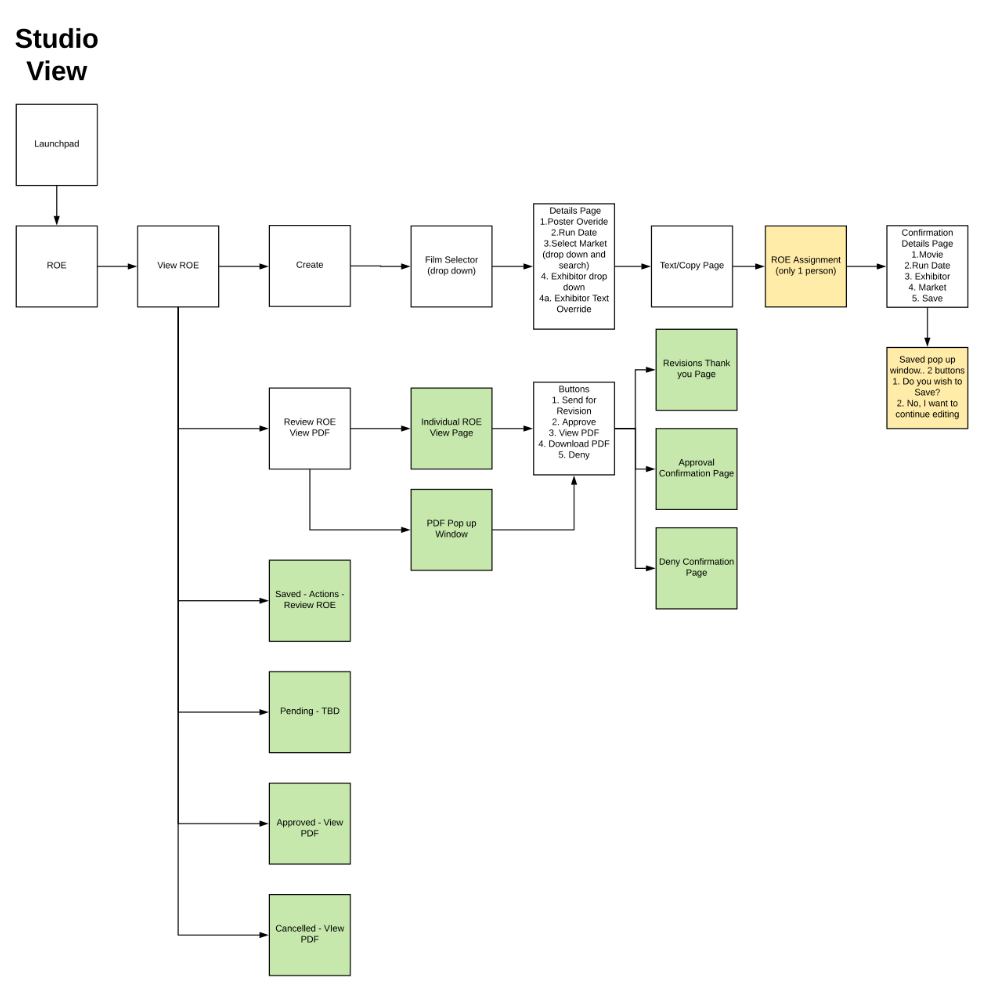 Studio
View
Launchpad
ROE
View ROE
Create
Film Selector
(drop down)
Details Page
1.Poster Overide
2.Run Date
3.Select Market
(drop down and
search)
4. Exhibitor drop
down
4a. Exhibitor Text
Override
Text/Copy Page
ROE Assignment
(only 1 person)
Confirmation
Details Page
1.Movie
2.Run Date
3. Exhibitor
4. Market
5. Save
Saved pop up
window.. 2 buttons
1. Do you wish to
Save?
2. No, I want to
continue editing
Review ROE
View PDF
Individual ROE
View Page
Buttons
1. Send for
Revision
2. Approve
3. View PDF
4. Download PDF
5. Deny
Revisions Thank
you Page
Approval
Confirmation Page
Deny Confirmation
Page
PDF Pop up
Window
Saved - Actions -
Review ROE
Pending - TBD
Approved - View
PDF
Cancelled - VIew
PDF